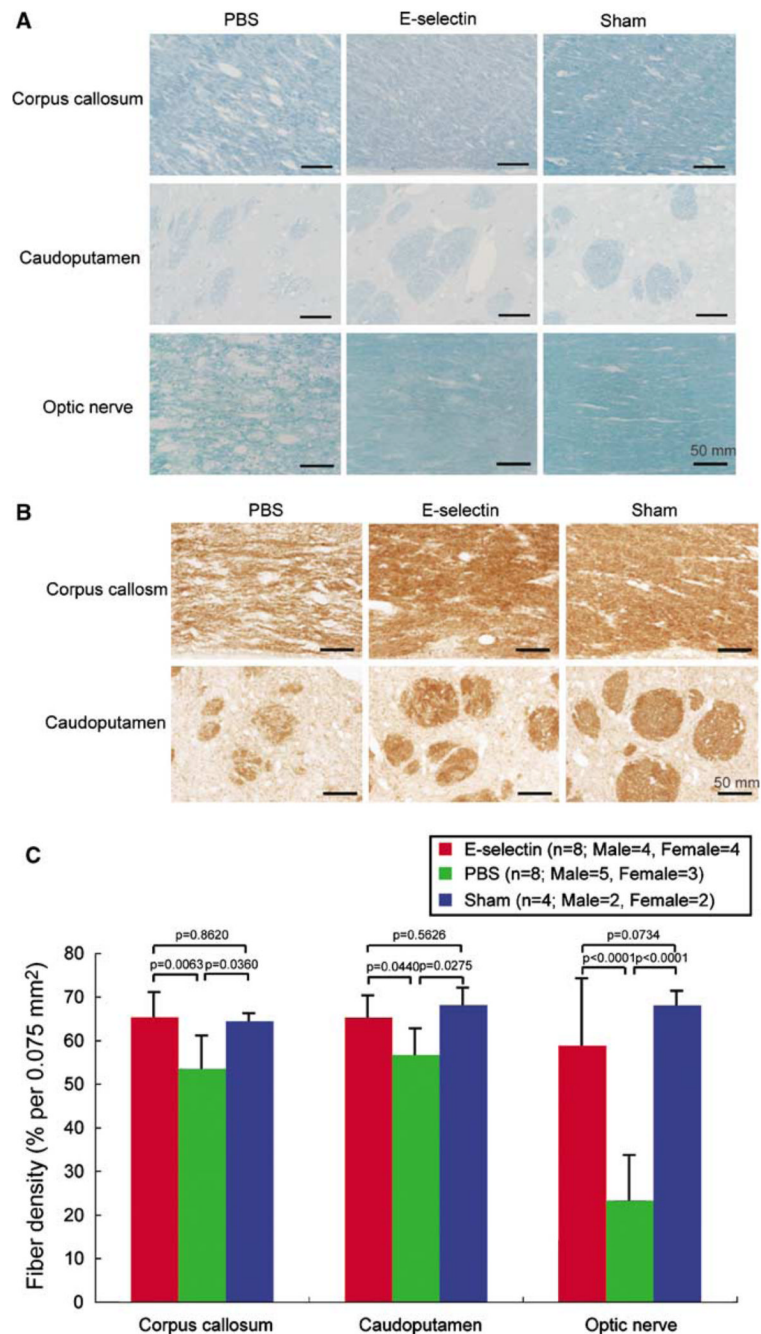 A
PBS E-selectin Sham
Corpus callosum
Caudoputamen
Optic nerve
50 mm
B
PBS E-selectin Sham
Corpus callosm
Caudoputamen
50 mm
C
E-selectin (n=8; Male=4, Female=4
PBS (n=8; Male=5, Female=3)
Sham (n=4; Male=2, Female=2)
Fiber density (% per 0.075 mm²)
80
70
60
50
40
30
20
10
0
p=0.8620
p=0.0063 p=0.0360
p=0.5626
p=0.0440 p=0.0275
p=0.0734
p<0.0001 p<0.0001
Corpus callosum Caudoputamen Optic nerve